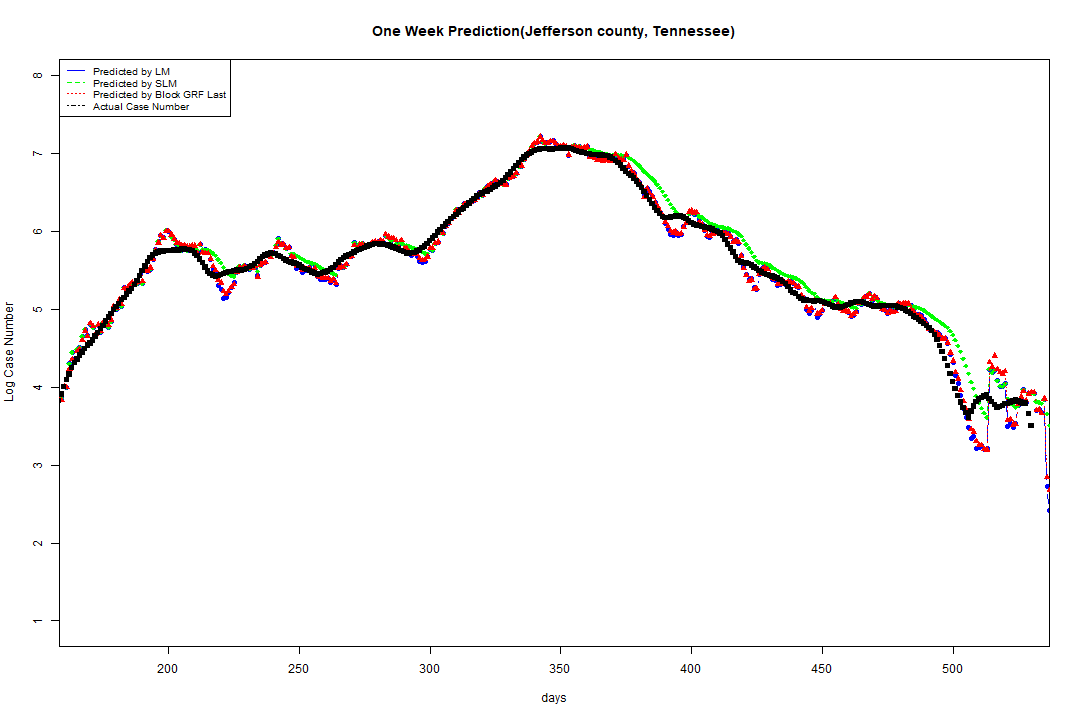 One Week Prediction(Jefferson county, Tennessee)
Predicted by LM
Predicted by SLM
Predicted by Block GRF Last
Actual Case Number
8
7
6
5
4
3
2
1
Log Case Number
200 250 300 350 400 450 500
days